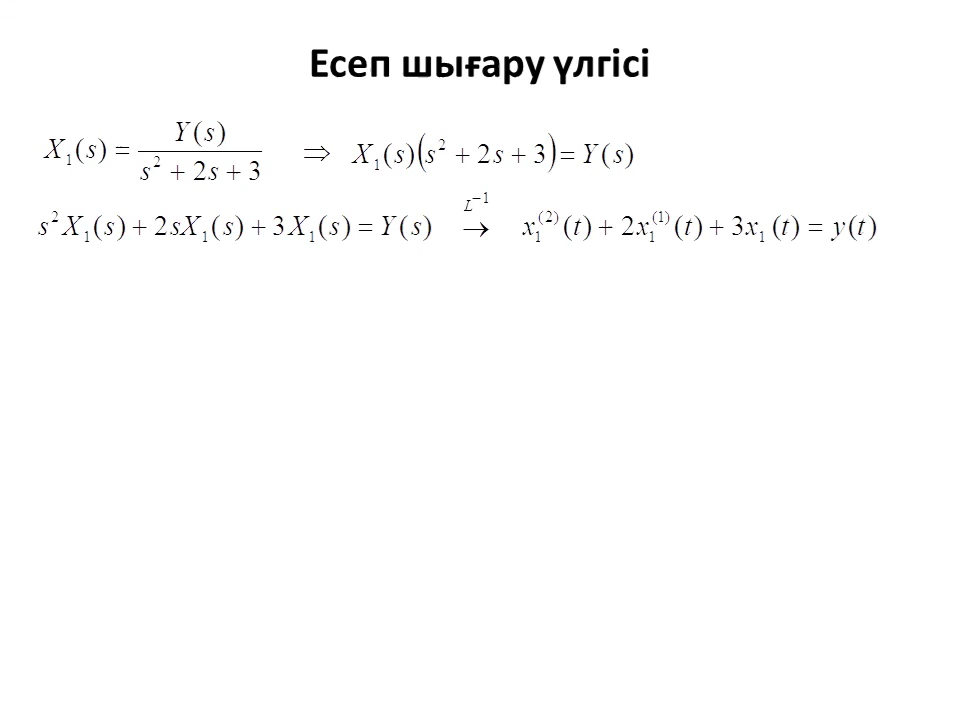 Есеп шығару үлгісі
X₁(s) = Y(s) / (s² + 2s + 3) ⇒ X₁(s)(s² + 2s + 3) = Y(s)
s²X₁(s) + 2sX₁(s) + 3X₁(s) = Y(s) →^{L⁻¹} x₁⁽²⁾(t) + 2x₁⁽¹⁾(t) + 3x₁(t) = y(t)